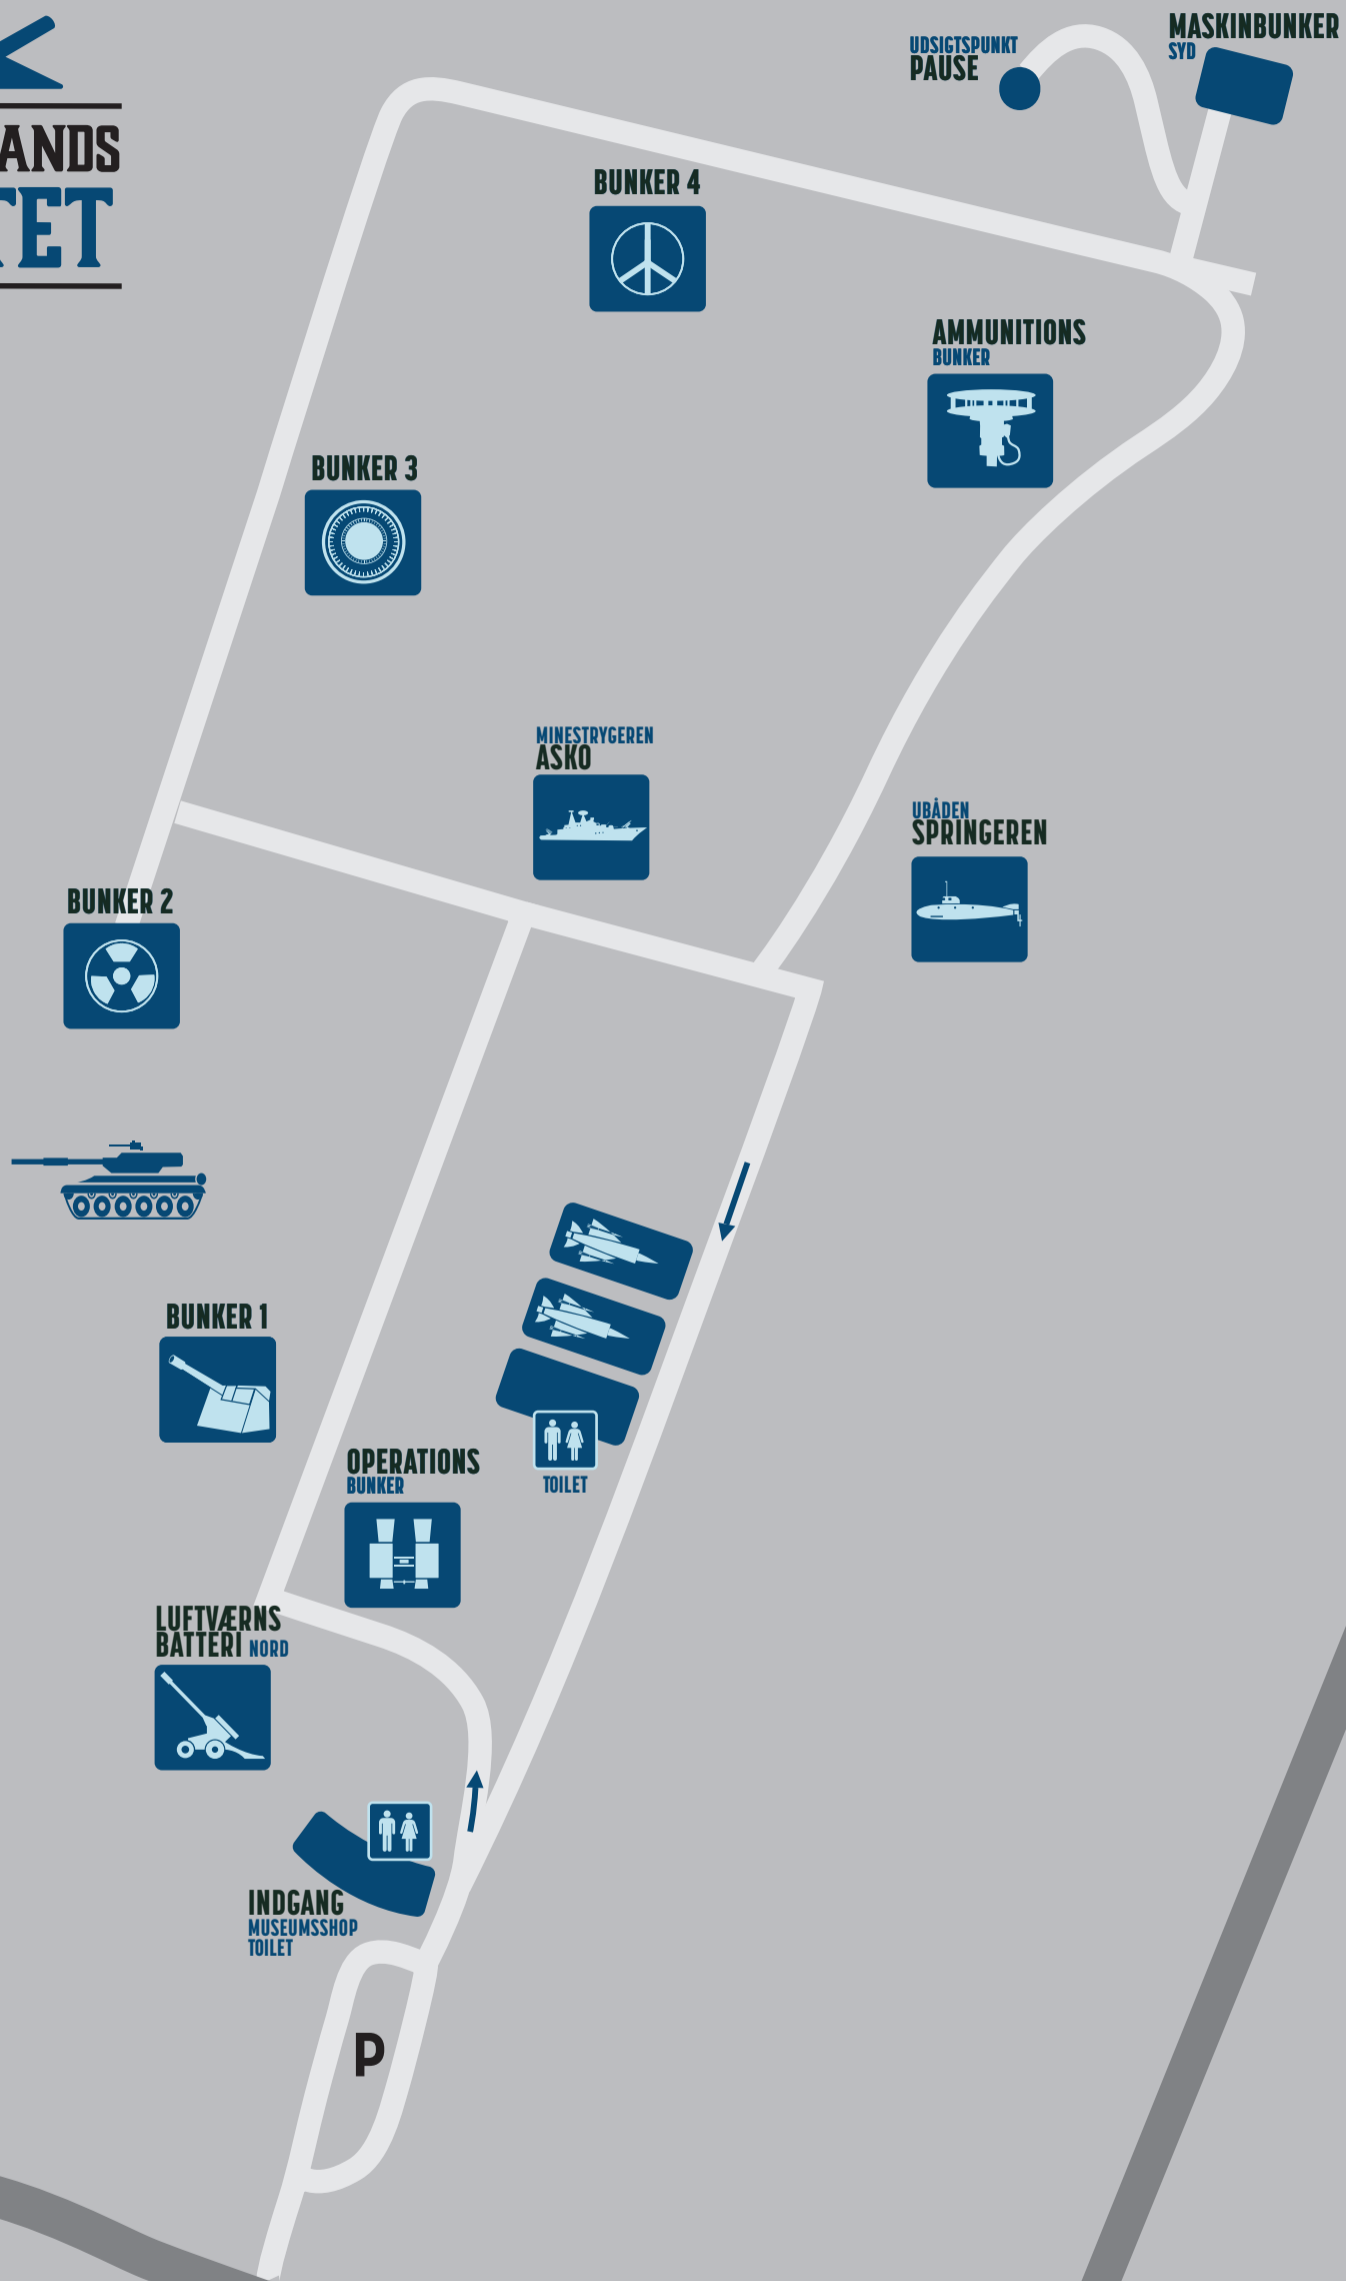 UDSIGTSPUNKT
PAUSE
MASKINBUNKER
SYD
ANDS
TET
BUNKER 4
AMMUNITIONS
BUNKER
BUNKER 3
MINESTRYGEREN
ASKO
UBÅDEN
SPRINGEREN
BUNKER 2
BUNKER 1
OPERATIONS
BUNKER
TOILET
LUFTVÆRNS
BATTERI NORD
INDGANG
MUSEUMSSHOP
TOILET
P